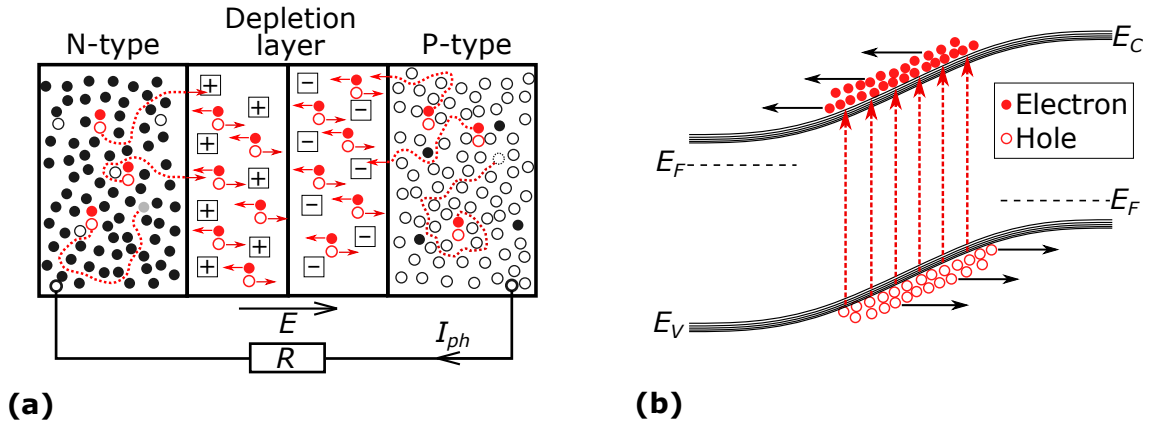 N-type
Depletion
layer
P-type
+
+
+
+
+
+
+
−
−
−
−
−
−
−
E
R
I_ph
(a)
E_C
Electron
Hole
E_F
E_F
E_V
(b)